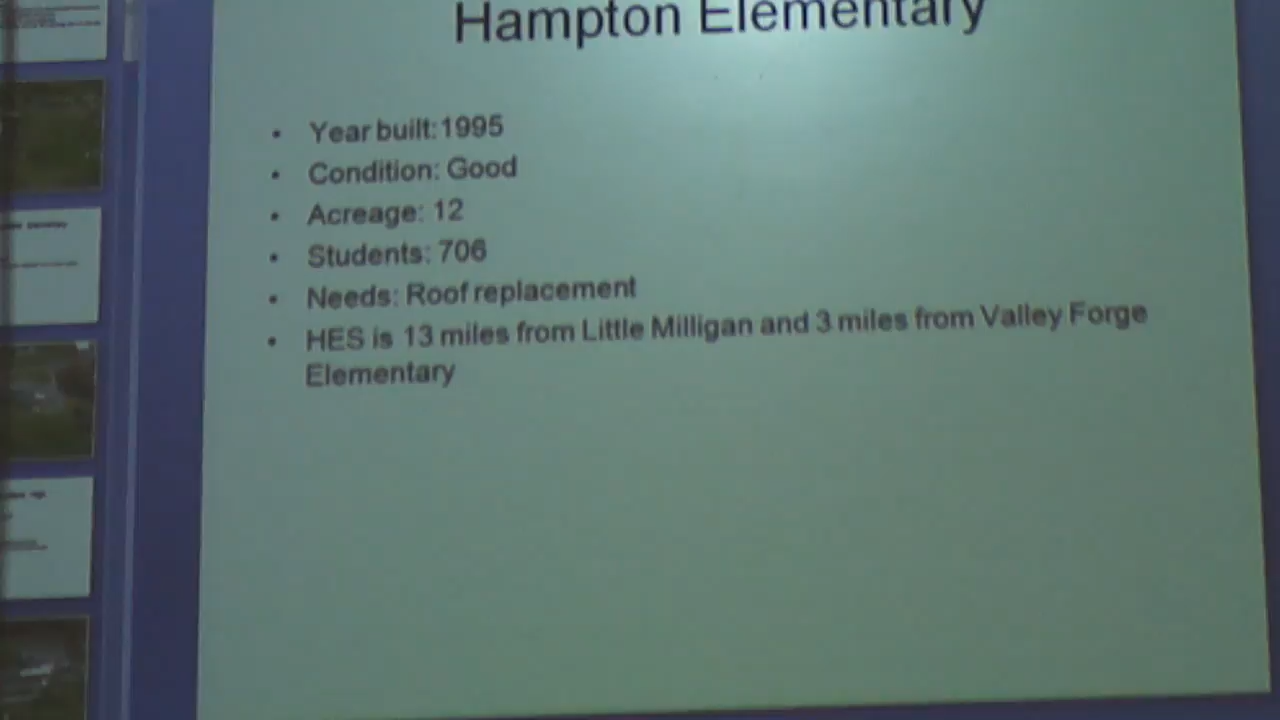 Hampton Elementary
• Year built: 1995
• Condition: Good
• Acreage: 12
• Students: 706
• Needs: Roof replacement
• HES is 13 miles from Little Milligan and 3 miles from Valley Forge
Elementary